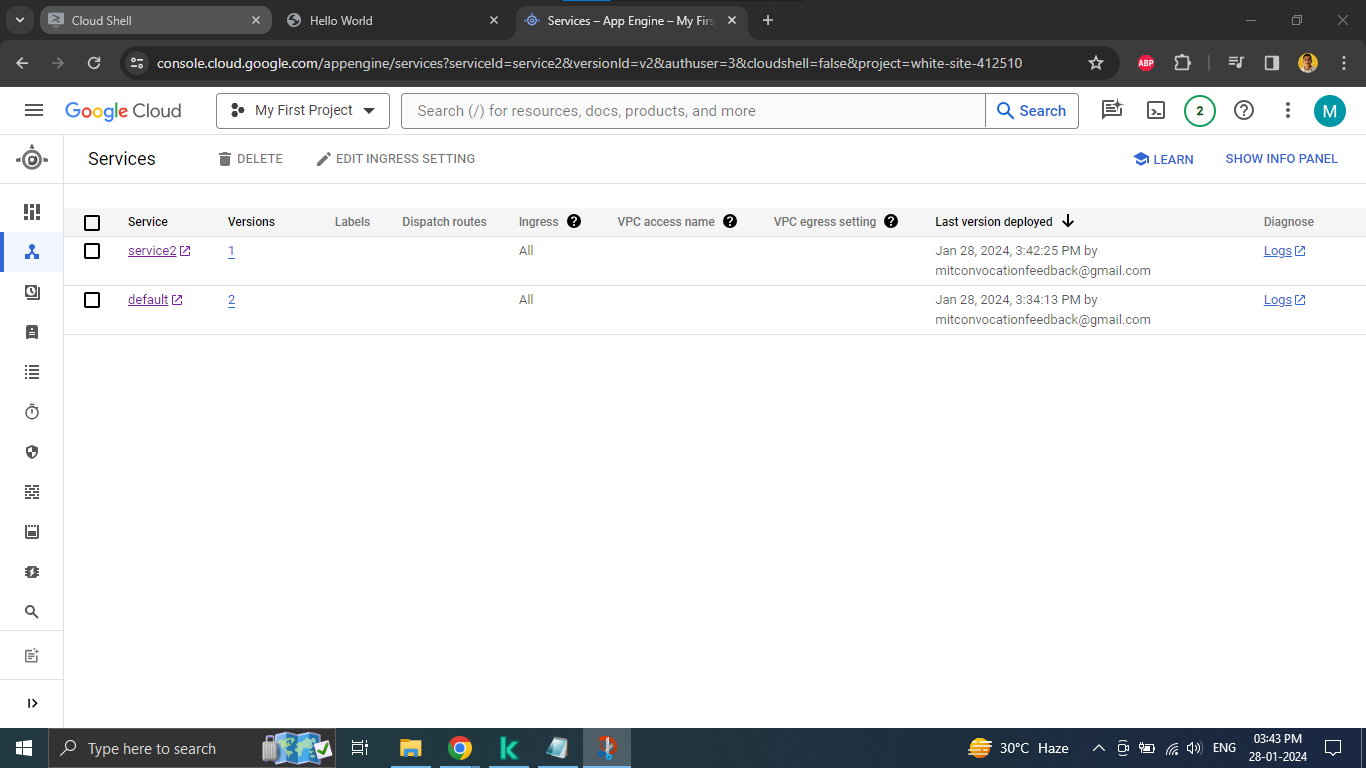 Cloud Shell
Hello World
Services – App Engine – My Firs
console.cloud.google.com/appengine/services?serviceId=service2&versionId=v2&authuser=3&cloudshell=false&project=white-site-412510
ABP
Google Cloud
My First Project
Search (/) for resources, docs, products, and more
Search
2
M
Services
DELETE
EDIT INGRESS SETTING
LEARN
SHOW INFO PANEL
Service Versions Labels Dispatch routes Ingress VPC access name VPC egress setting Last version deployed Diagnose
service2 1 All Jan 28, 2024, 3:42:25 PM by Logs
mitconvocationfeedback@gmail.com
default 2 All Jan 28, 2024, 3:34:13 PM by Logs
mitconvocationfeedback@gmail.com
Type here to search
30°C Haze
ENG
03:43 PM
28-01-2024